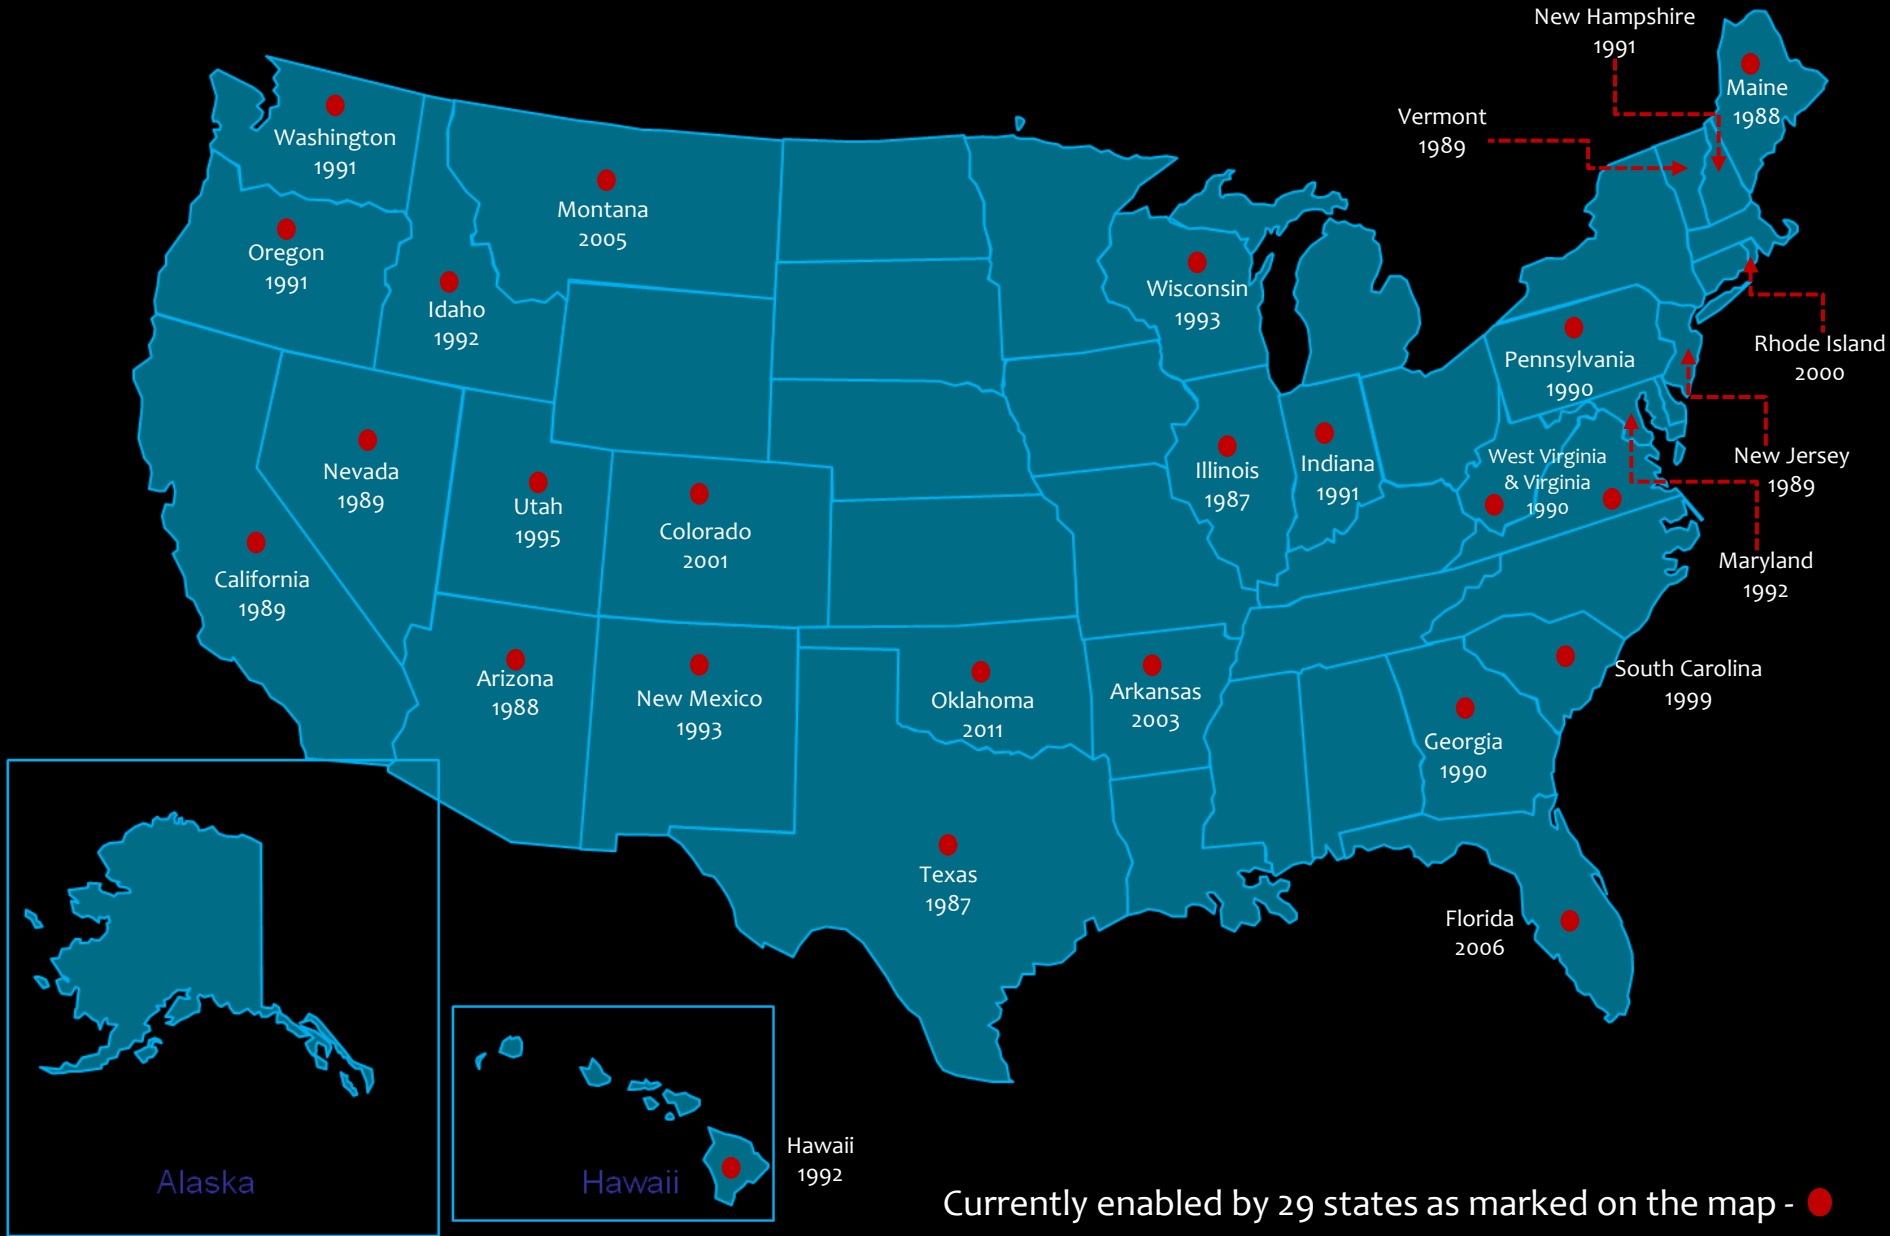 New Hampshire
1991
Maine
1988
Vermont
1989
Washington
1991
Montana
2005
Oregon
1991
Idaho
1992
Wisconsin
1993
Rhode Island
2000
Pennsylvania
1990
Nevada
1989
Utah
1995
Colorado
2001
Illinois
1987
Indiana
1991
West Virginia
& Virginia
1990
New Jersey
1989
Maryland
1992
California
1989
Arizona
1988
New Mexico
1993
Oklahoma
2011
Arkansas
2003
South Carolina
1999
Georgia
1990
Texas
1987
Florida
2006
Hawaii
1992
Alaska
Hawaii
Currently enabled by 29 states as marked on the map -